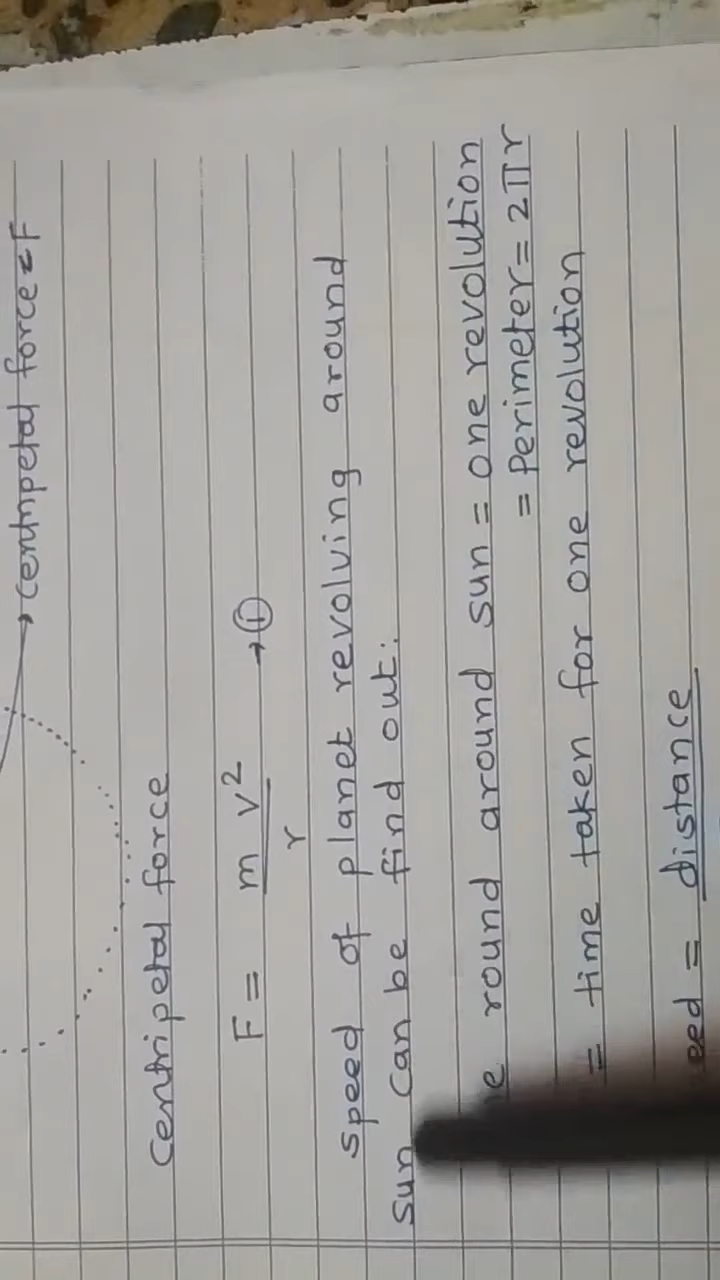 → centripetal force = F
Centripetal force
F = m v² / r → ①
speed of planet revolving around
sun can be find out:
round around sun = one revolution
= Perimeter = 2πr
= time taken for one revolution
= distance